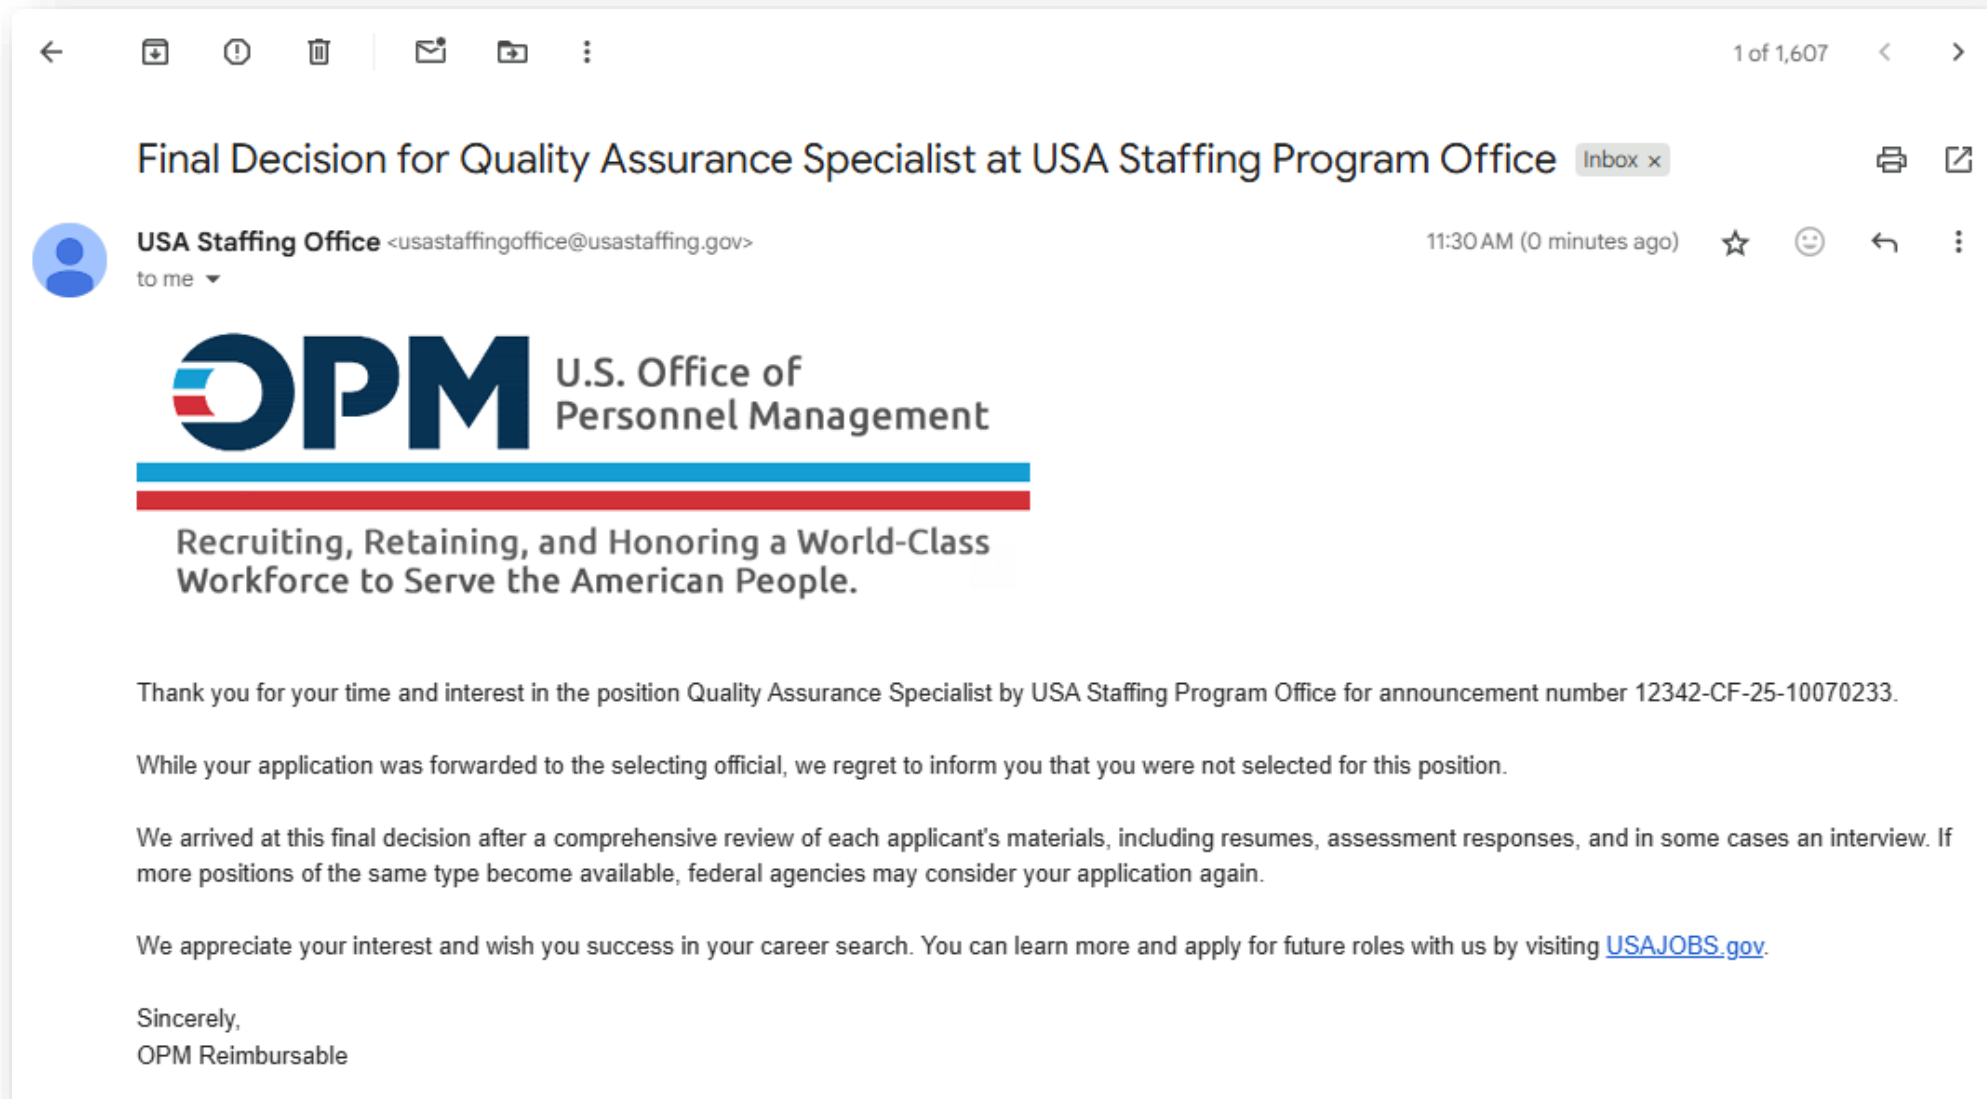 1 of 1,607
Final Decision for Quality Assurance Specialist at USA Staffing Program Office Inbox ×
USA Staffing Office <usastaffingoffice@usastaffing.gov> 11:30 AM (0 minutes ago)
to me
OPM U.S. Office of
Personnel Management
Recruiting, Retaining, and Honoring a World-Class
Workforce to Serve the American People.
Thank you for your time and interest in the position Quality Assurance Specialist by USA Staffing Program Office for announcement number 12342-CF-25-10070233.
While your application was forwarded to the selecting official, we regret to inform you that you were not selected for this position.
We arrived at this final decision after a comprehensive review of each applicant's materials, including resumes, assessment responses, and in some cases an interview. If
more positions of the same type become available, federal agencies may consider your application again.
We appreciate your interest and wish you success in your career search. You can learn more and apply for future roles with us by visiting USAJOBS.gov.
Sincerely,
OPM Reimbursable